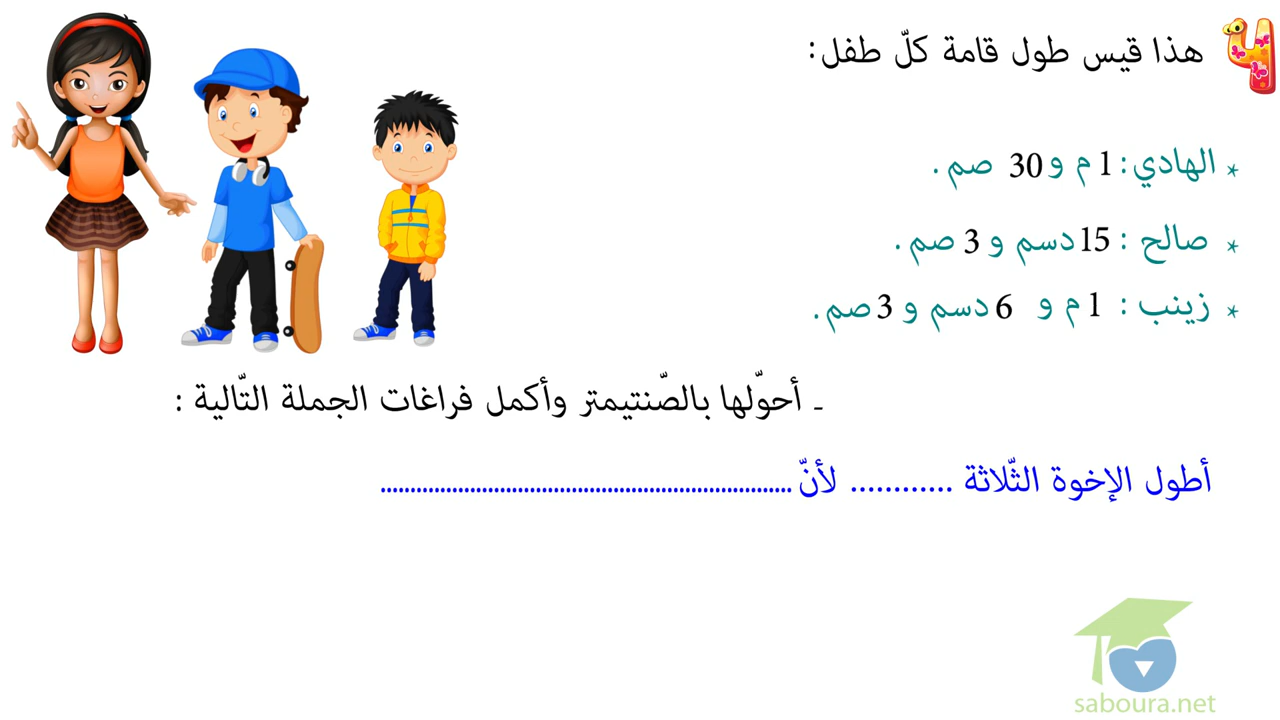 4 هذا قيس طول قامة كلّ طفل:
* الهادي: 1 م و 30 صم .
* صالح : 15 دسم و 3 صم .
* زينب : 1 م و 6 دسم و 3 صم .
ـ أحوّلها بالصّنتيمتر وأكمل فراغات الجملة التّالية :
أطول الإخوة الثّلاثة ............ لأنّ ....................................................................
saboura.net